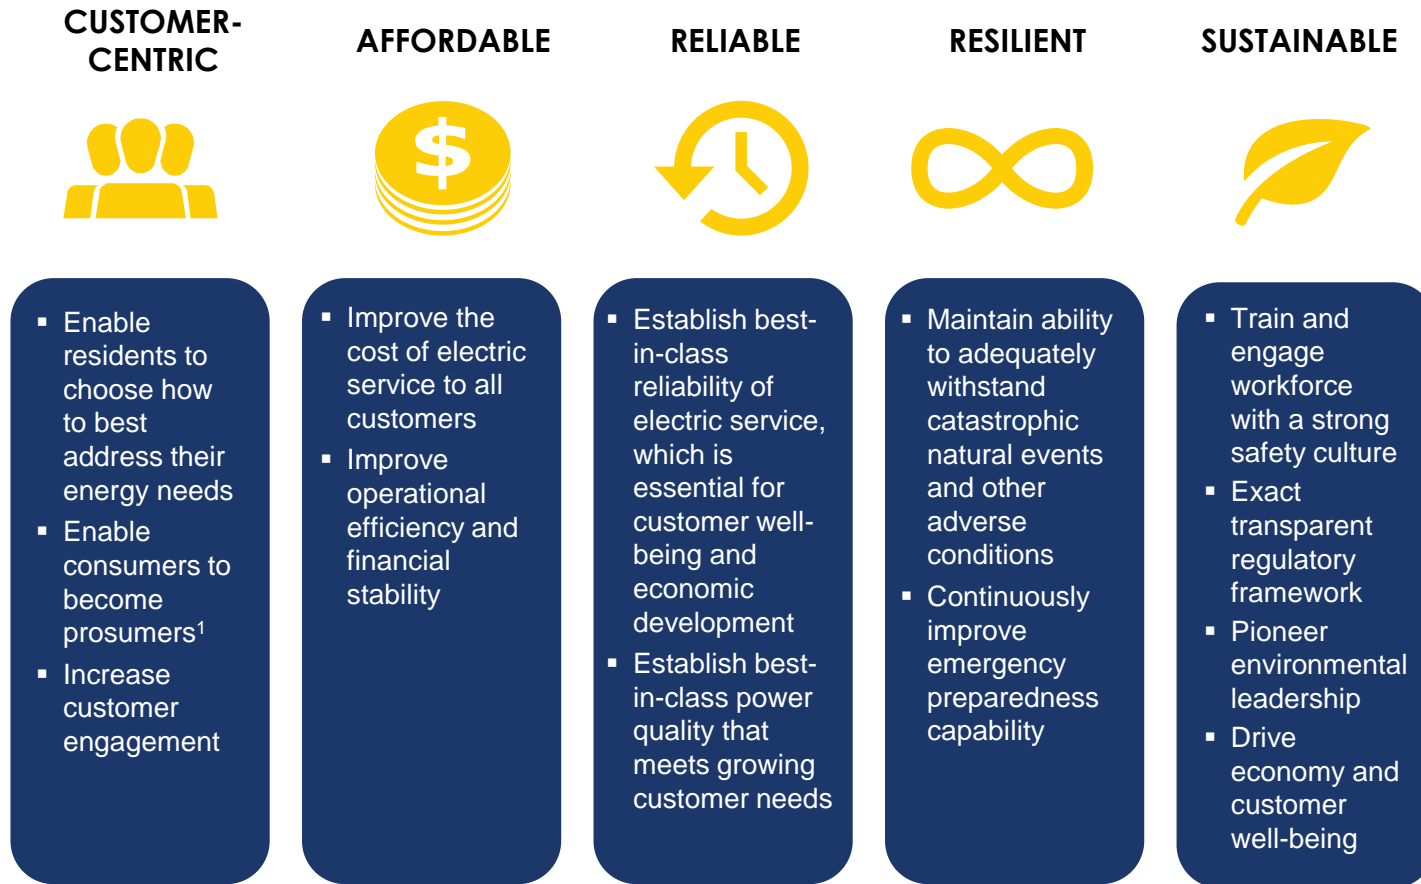 CUSTOMER-
CENTRIC
AFFORDABLE
RELIABLE
RESILIENT
SUSTAINABLE
$
▪ Enable
residents to
choose how
to best
address their
energy needs
▪ Enable
consumers to
become
prosumers¹
▪ Increase
customer
engagement
▪ Improve the
cost of electric
service to all
customers
▪ Improve
operational
efficiency and
financial
stability
▪ Establish best-
in-class
reliability of
electric service,
which is
essential for
customer well-
being and
economic
development
▪ Establish best-
in-class power
quality that
meets growing
customer needs
▪ Maintain ability
to adequately
withstand
catastrophic
natural events
and other
adverse
conditions
▪ Continuously
improve
emergency
preparedness
capability
▪ Train and
engage
workforce
with a strong
safety culture
▪ Exact
transparent
regulatory
framework
▪ Pioneer
environmental
leadership
▪ Drive
economy and
customer
well-being